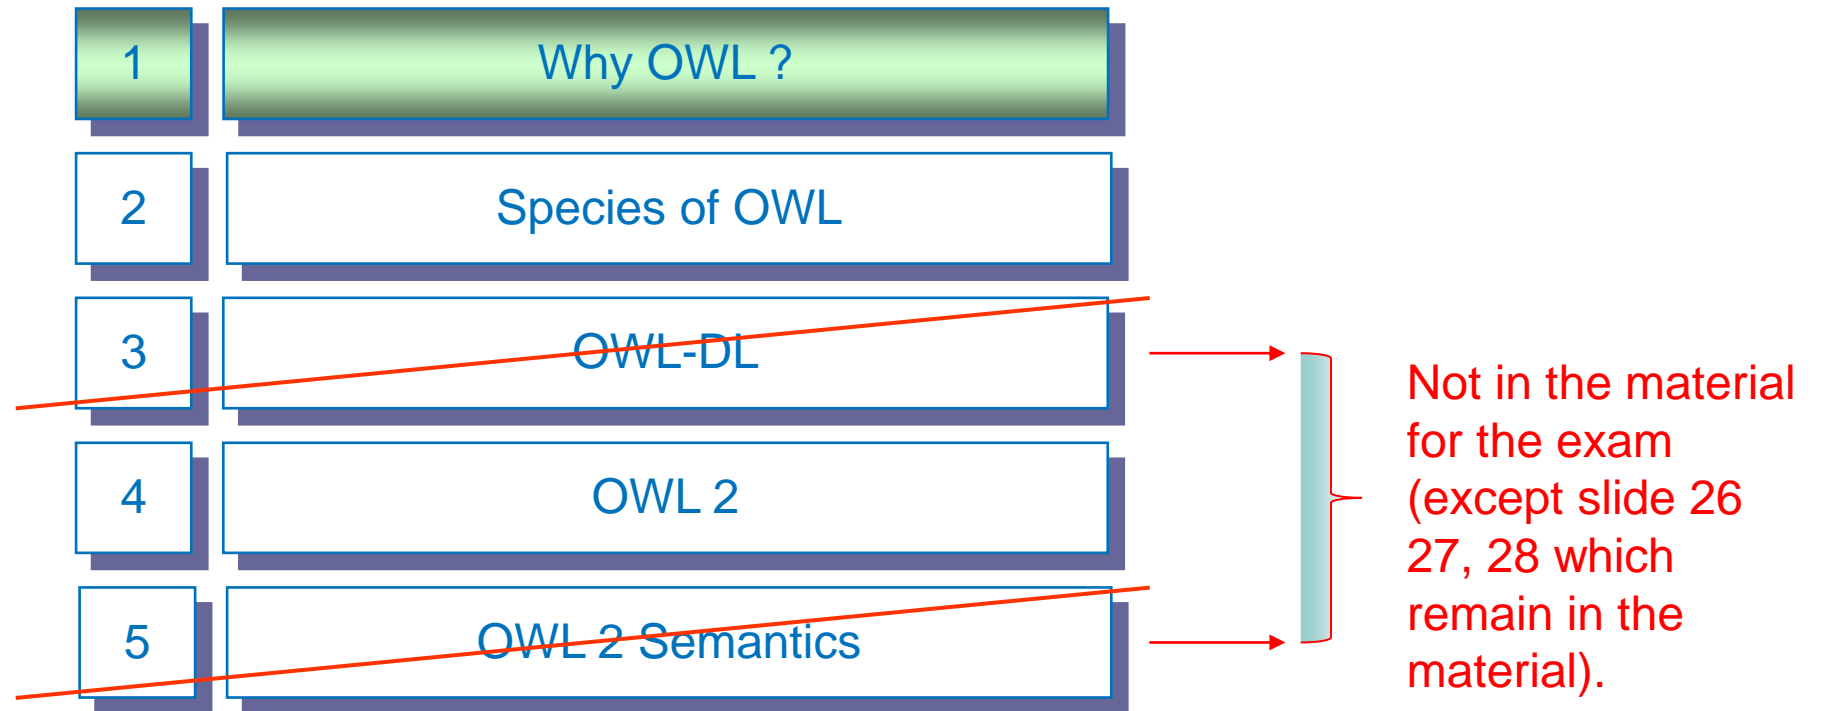 1 Why OWL ?
2 Species of OWL
3 OWL-DL
4 OWL 2
5 OWL 2 Semantics
Not in the material
for the exam
(except slide 26
27, 28 which
remain in the
material).